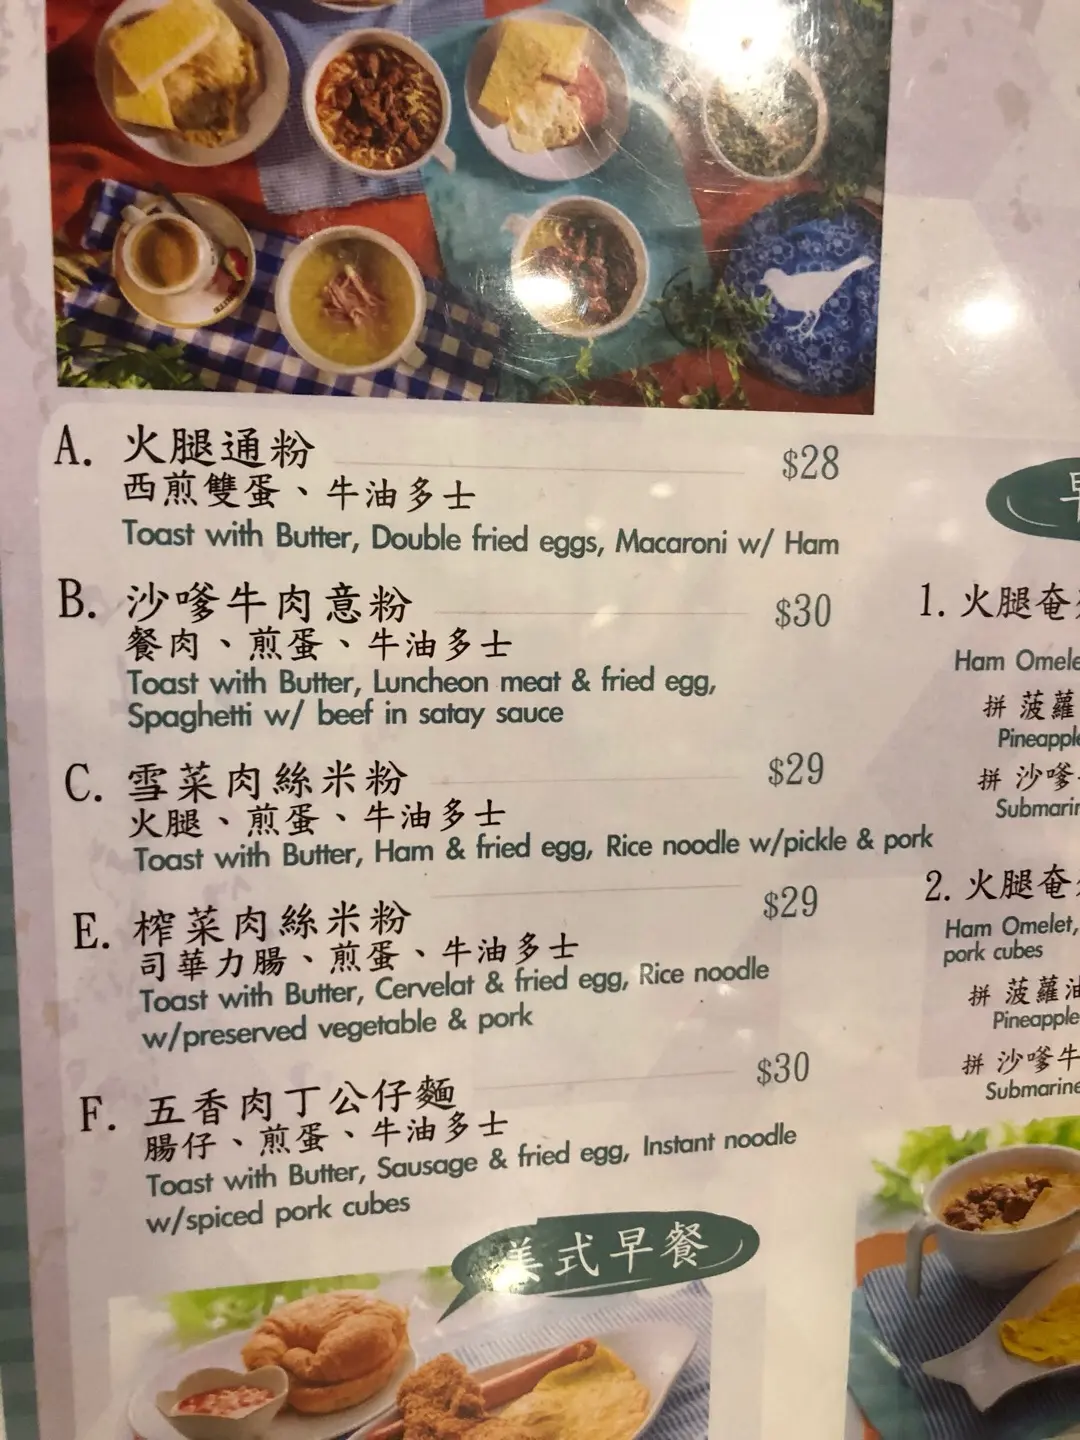 A. 火腿通粉 $28
西煎雙蛋、牛油多士
Toast with Butter, Double fried eggs, Macaroni w/ Ham
B. 沙嗲牛肉意粉 $30
餐肉、煎蛋、牛油多士
Toast with Butter, Luncheon meat & fried egg,
Spaghetti w/ beef in satay sauce
C. 雪菜肉絲米粉 $29
火腿、煎蛋、牛油多士
Toast with Butter, Ham & fried egg, Rice noodle w/pickle & pork
E. 榨菜肉絲米粉 $29
司華力腸、煎蛋、牛油多士
Toast with Butter, Cervelat & fried egg, Rice noodle
w/preserved vegetable & pork
F. 五香肉丁公仔麵 $30
腸仔、煎蛋、牛油多士
Toast with Butter, Sausage & fried egg, Instant noodle
w/spiced pork cubes
美式早餐
1. 火腿奄
Ham Omele
拼 菠蘿
Pineapple
拼 沙嗲
Submarin
2. 火腿奄
Ham Omelet,
pork cubes
拼 菠蘿油
Pineapple
拼 沙嗲牛
Submarine